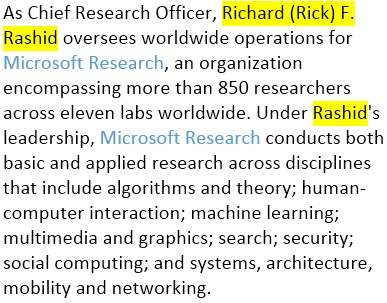 As Chief Research Officer, Richard (Rick) F.
Rashid oversees worldwide operations for
Microsoft Research, an organization
encompassing more than 850 researchers
across eleven labs worldwide. Under Rashid's
leadership, Microsoft Research conducts both
basic and applied research across disciplines
that include algorithms and theory; human-
computer interaction; machine learning;
multimedia and graphics; search; security;
social computing; and systems, architecture,
mobility and networking.